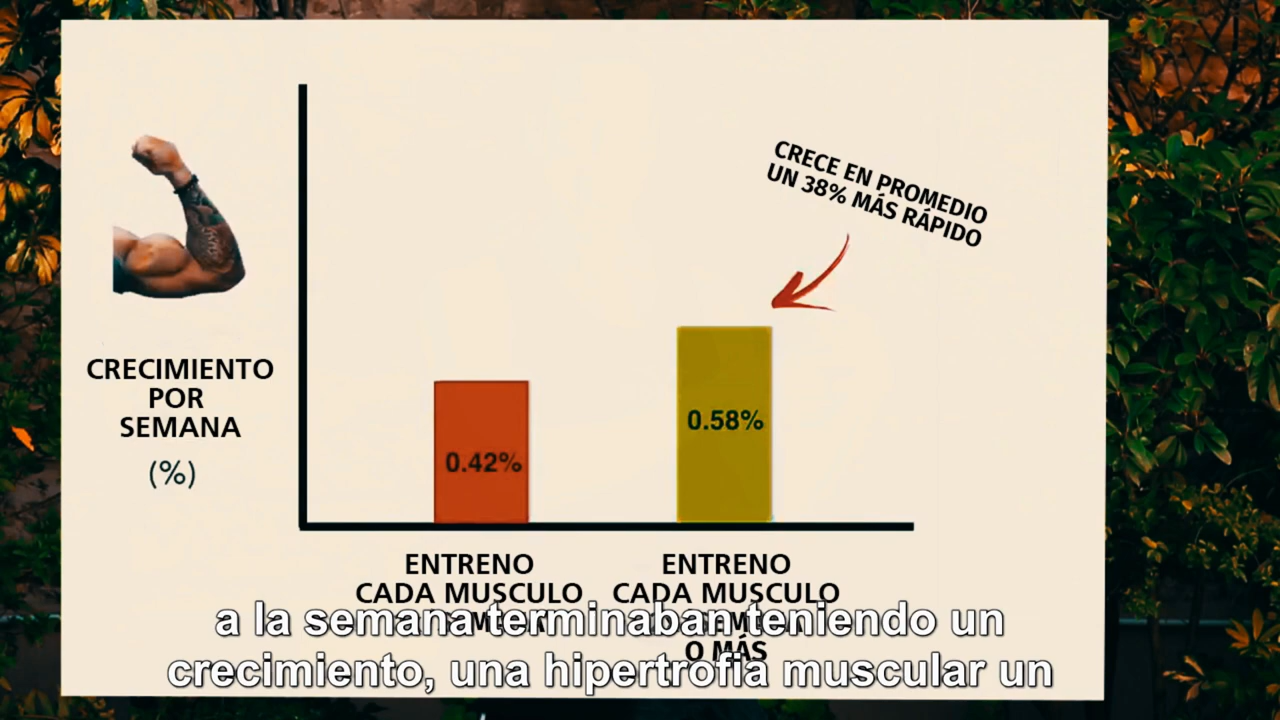 CRECE EN PROMEDIO
UN 38% MÁS RÁPIDO
CRECIMIENTO
POR
SEMANA
(%)
0.42%
0.58%
ENTRENO
CADA MUSCULO
ENTRENO
CADA MUSCULO
O MÁS
a la semana terminaban teniendo un
crecimiento, una hipertrofia muscular un